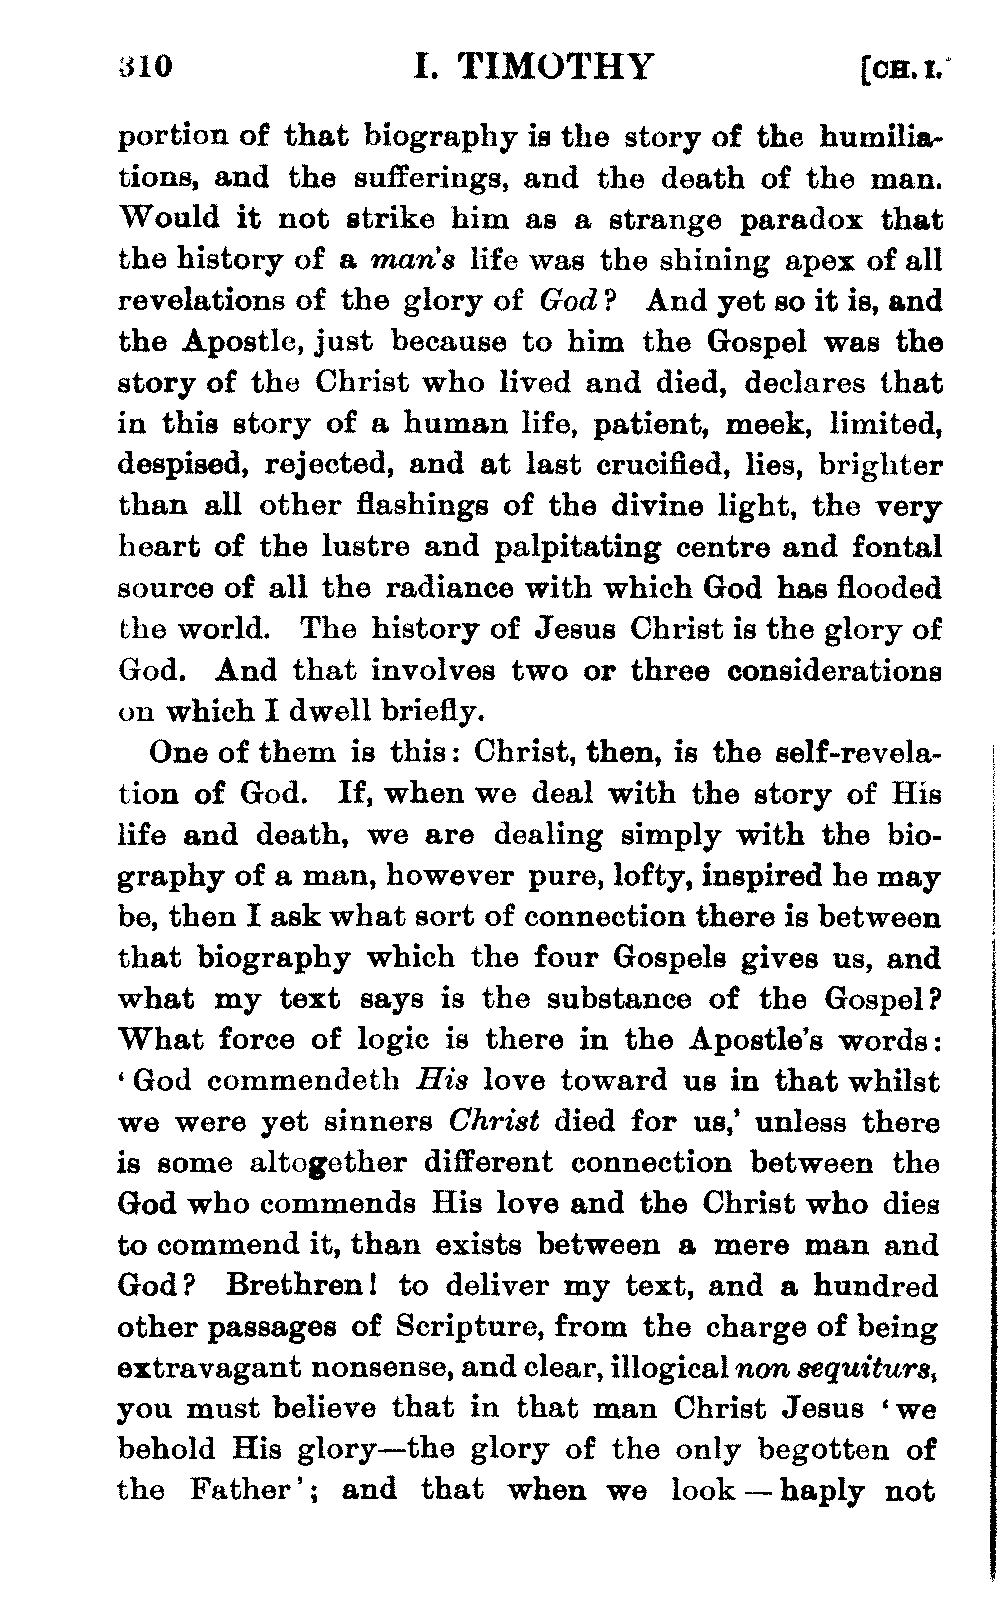 310 I. TIMOTHY [CH. I.
portion of that biography is the story of the humilia-
tions, and the sufferings, and the death of the man.
Would it not strike him as a strange paradox that
the history of a man's life was the shining apex of all
revelations of the glory of God? And yet so it is, and
the Apostle, just because to him the Gospel was the
story of the Christ who lived and died, declares that
in this story of a human life, patient, meek, limited,
despised, rejected, and at last crucified, lies, brighter
than all other flashings of the divine light, the very
heart of the lustre and palpitating centre and fontal
source of all the radiance with which God has flooded
the world. The history of Jesus Christ is the glory of
God. And that involves two or three considerations
on which I dwell briefly.
One of them is this: Christ, then, is the self-revela-
tion of God. If, when we deal with the story of His
life and death, we are dealing simply with the bio-
graphy of a man, however pure, lofty, inspired he may
be, then I ask what sort of connection there is between
that biography which the four Gospels gives us, and
what my text says is the substance of the Gospel?
What force of logic is there in the Apostle's words:
'God commendeth His love toward us in that whilst
we were yet sinners Christ died for us,' unless there
is some altogether different connection between the
God who commends His love and the Christ who dies
to commend it, than exists between a mere man and
God? Brethren! to deliver my text, and a hundred
other passages of Scripture, from the charge of being
extravagant nonsense, and clear, illogical non sequiturs,
you must believe that in that man Christ Jesus 'we
behold His glory—the glory of the only begotten of
the Father'; and that when we look—haply not